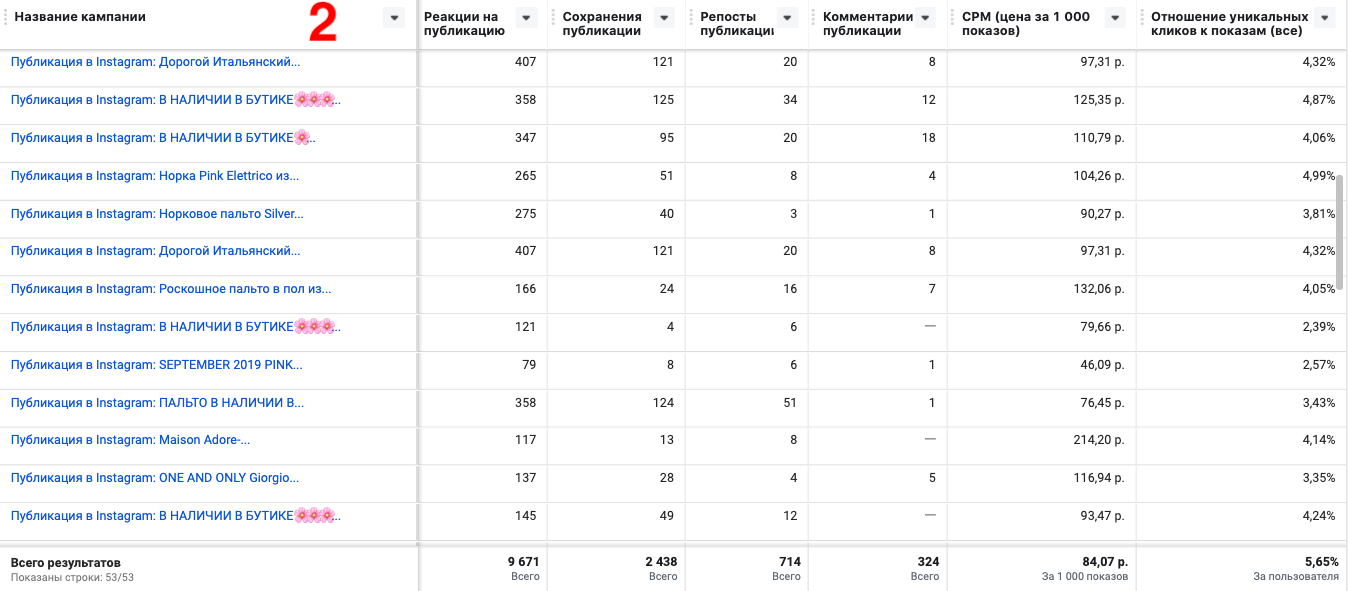 Название кампании
2
Реакции на публикацию
Сохранения публикации
Репосты публикации
Комментарии публикации
CPM (цена за 1 000 показов)
Отношение уникальных кликов к показам (все)
Публикация в Instagram: Дорогой Итальянский... 407 121 20 8 97,31 р. 4,32%
Публикация в Instagram: В НАЛИЧИИ В БУТИКЕ🌸🌸🌸... 358 125 34 12 125,35 р. 4,87%
Публикация в Instagram: В НАЛИЧИИ В БУТИКЕ🌸... 347 95 20 18 110,79 р. 4,06%
Публикация в Instagram: Норка Pink Elettrico из... 265 51 8 4 104,26 р. 4,99%
Публикация в Instagram: Норковое пальто Silver... 275 40 3 1 90,27 р. 3,81%
Публикация в Instagram: Дорогой Итальянский... 407 121 20 8 97,31 р. 4,32%
Публикация в Instagram: Роскошное пальто в пол из... 166 24 16 7 132,06 р. 4,05%
Публикация в Instagram: В НАЛИЧИИ В БУТИКЕ🌸🌸🌸... 121 4 6 — 79,66 р. 2,39%
Публикация в Instagram: SEPTEMBER 2019 PINK... 79 8 6 1 46,09 р. 2,57%
Публикация в Instagram: ПАЛЬТО В НАЛИЧИИ В... 358 124 51 1 76,45 р. 3,43%
Публикация в Instagram: Maison Adore-... 117 13 8 — 214,20 р. 4,14%
Публикация в Instagram: ONE AND ONLY Giorgio... 137 28 4 5 116,94 р. 3,35%
Публикация в Instagram: В НАЛИЧИИ В БУТИКЕ🌸🌸🌸... 145 49 12 — 93,47 р. 4,24%
Всего результатов 9 671 2 438 714 324 84,07 р. 5,65%
Показаны строки: 53/53 Всего Всего Всего Всего За 1 000 показов За пользователя